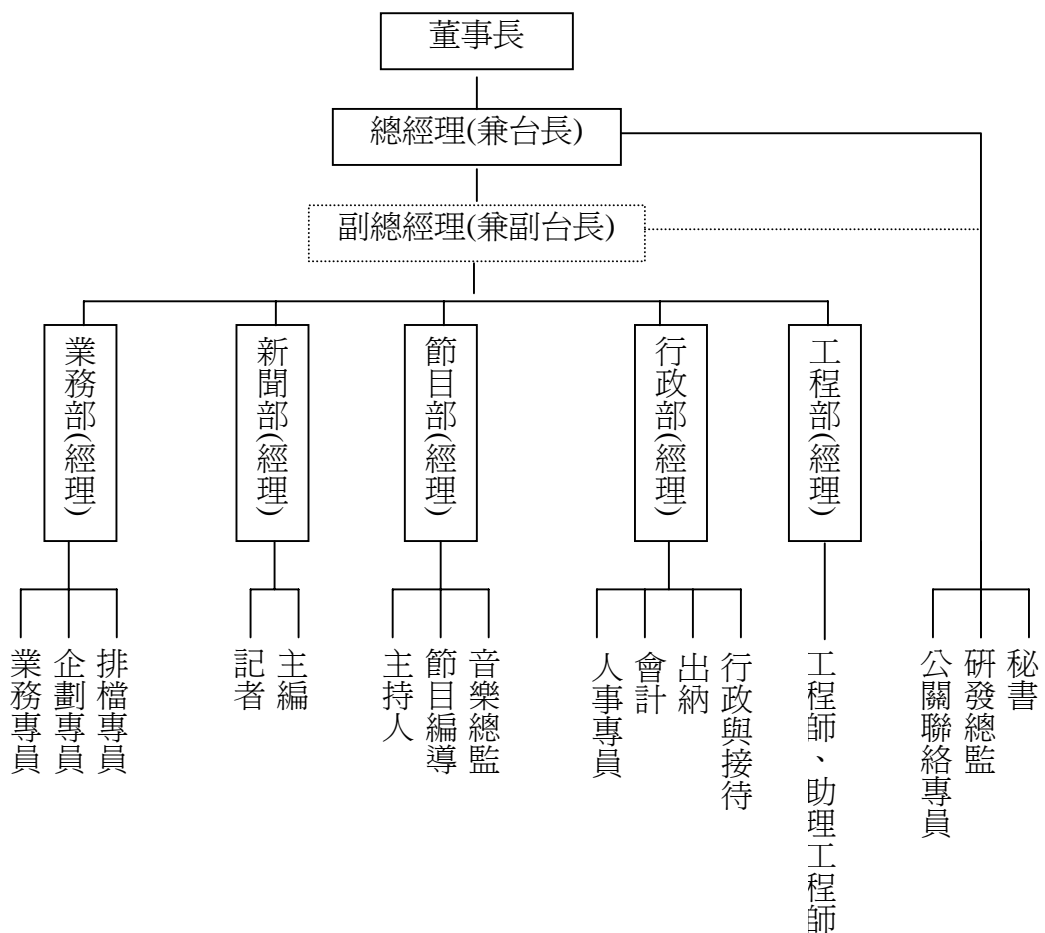 董事長
總經理(兼台長)
副總經理(兼副台長)
業務部(經理)
新聞部(經理)
節目部(經理)
行政部(經理)
工程部(經理)
業務專員
企劃專員
排檔專員
記者
主編
主持人
節目編導
音樂總監
人事專員
會計
出納
行政與接待
工程師、助理工程師
公關聯絡專員
研發總監
秘書